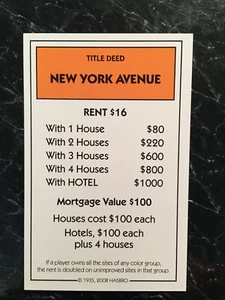 TITLE DEED
NEW YORK AVENUE
RENT $16
With 1 House $80
With 2 Houses $220
With 3 Houses $600
With 4 Houses $800
With HOTEL $1000
Mortgage Value $100
Houses cost $100 each
Hotels, $100 each
plus 4 houses
If a player owns all the sites of any color group,
the rent is doubled on unimproved sites in that group.
© 1935, 2008 HASBRO